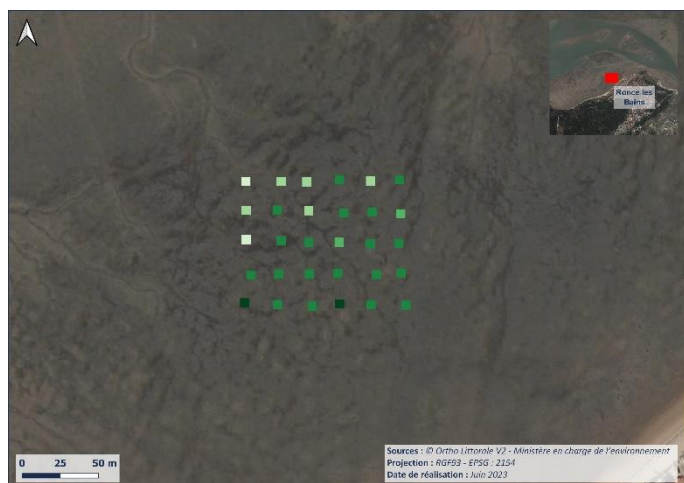 Ronce les
Bains
0 25 50 m
Sources : © Ortho Littorale V2 - Ministère en charge de l'environnement
Projection : RGF93 - EPSG : 2154
Date de réalisation : Juin 2023